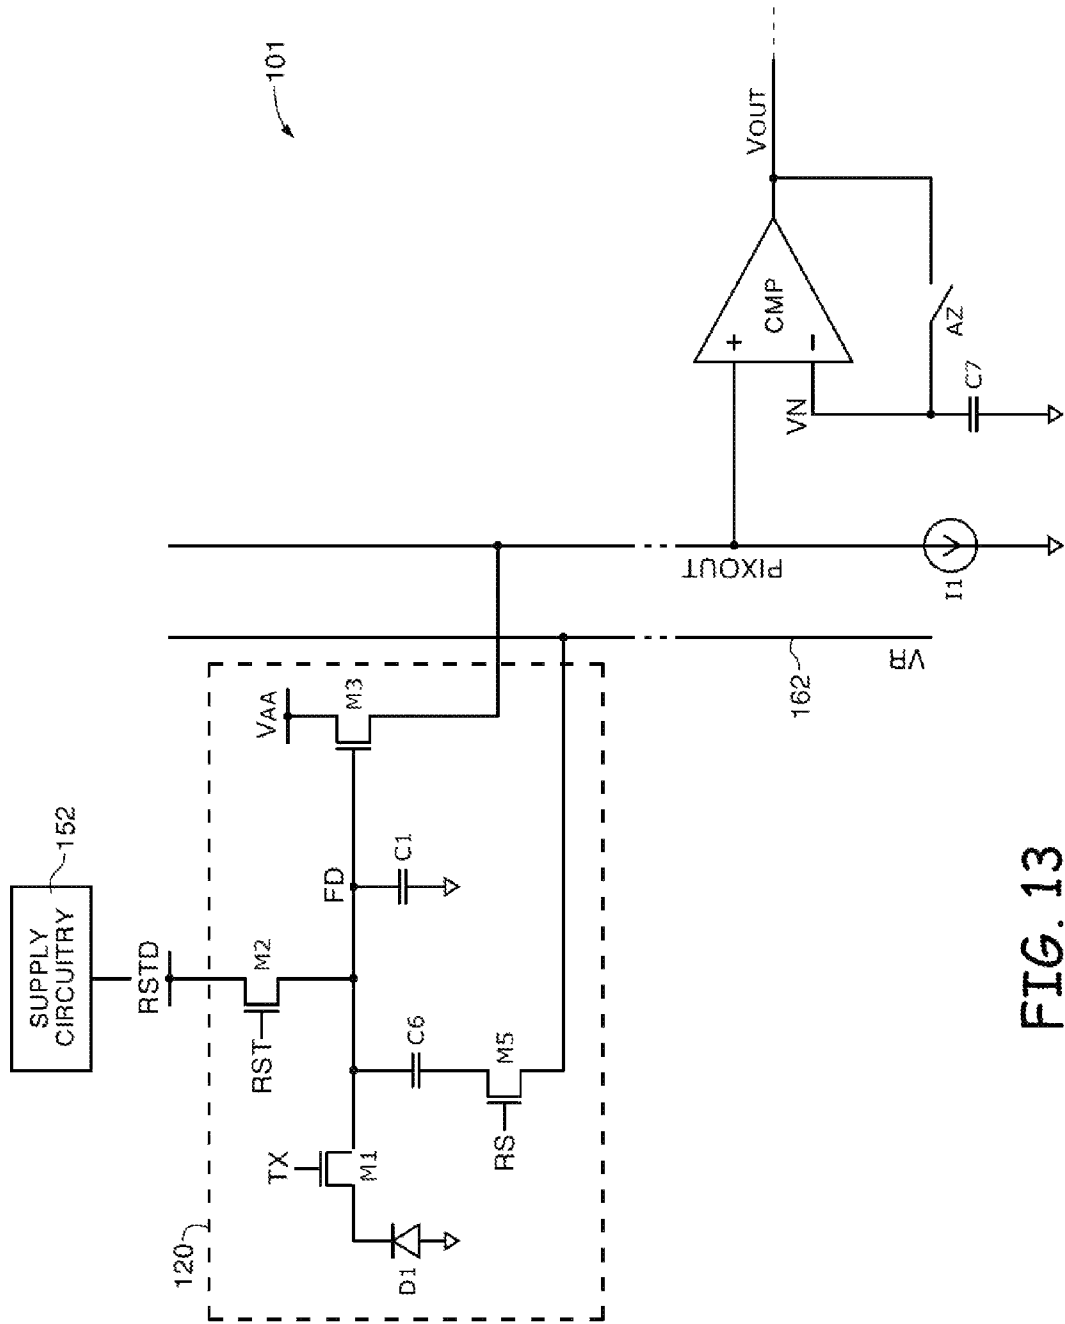 101
SUPPLY
CIRCUITRY
152
RSTD
120
RST
M2
TX
M1
D1
C6
RS
M5
FD
C1
VAA
M3
162
VR
PIXOUT
I1
VN
+
−
CMP
VOUT
AZ
C7
FIG. 13